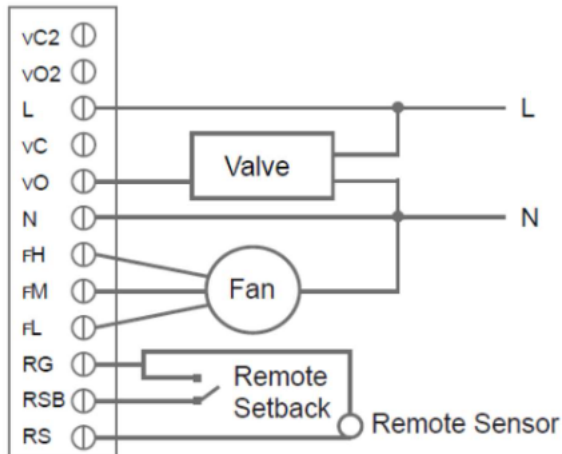 vC2
vO2
L
L
vC
Valve
vO
N
N
FH
FM
Fan
FL
RG
Remote
RSB
Setback
Remote Sensor
RS